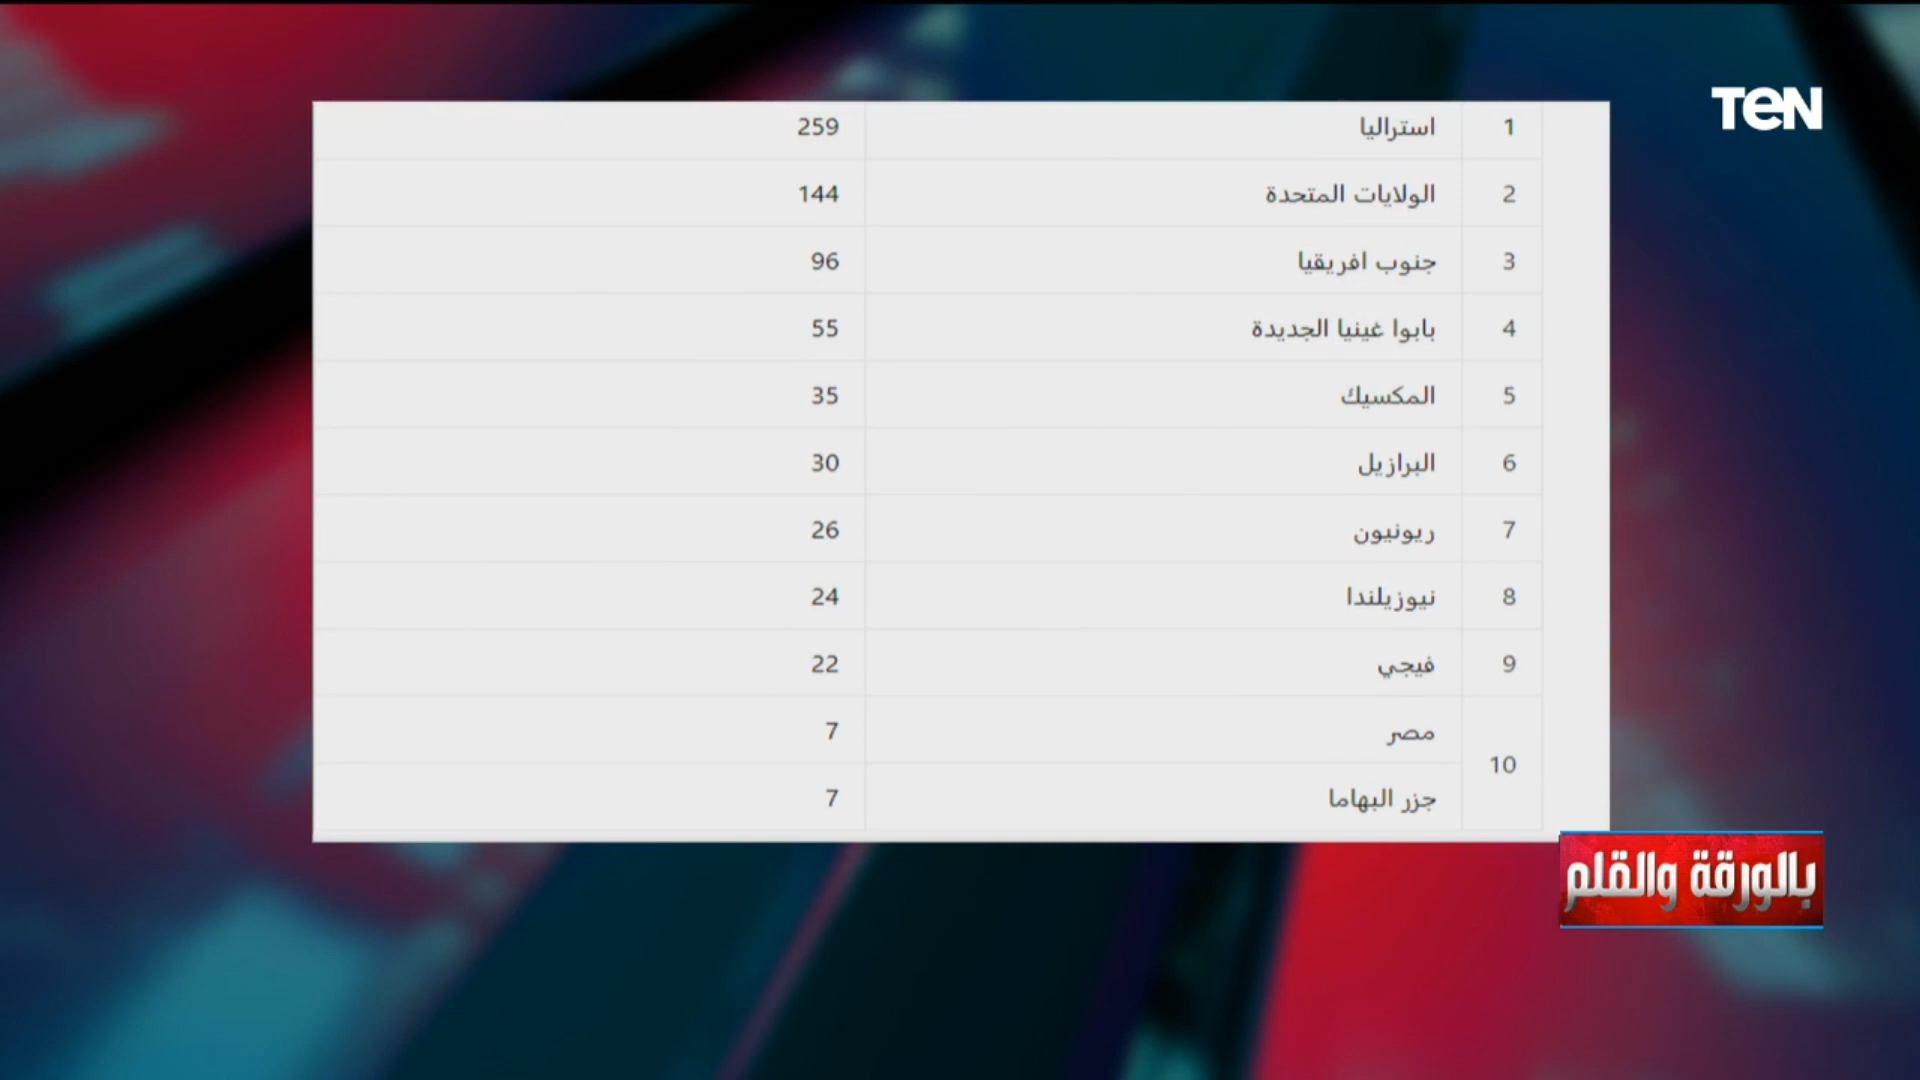 TeN
1 استراليا 259
2 الولايات المتحدة 144
3 جنوب افريقيا 96
4 بابوا غينيا الجديدة 55
5 المكسيك 35
6 البرازيل 30
7 ريونيون 26
8 نيوزيلندا 24
9 فيجي 22
10 مصر 7
جزر البهاما 7
بالورقة والقلم